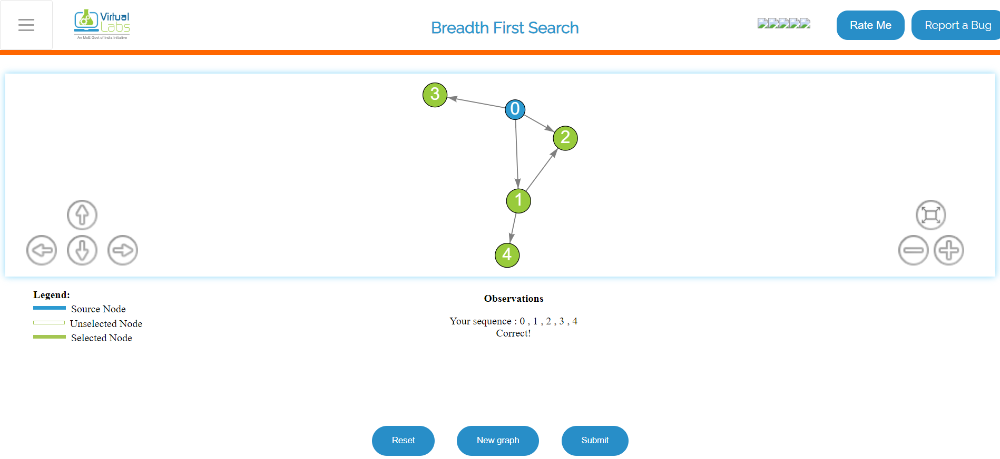 Virtual
Labs
An MoE Govt of India Initiative
Breadth First Search
Rate Me
Report a Bug
3
0
2
1
4
Legend:
Source Node
Unselected Node
Selected Node
Observations
Your sequence : 0 , 1 , 2 , 3 , 4
Correct!
Reset
New graph
Submit